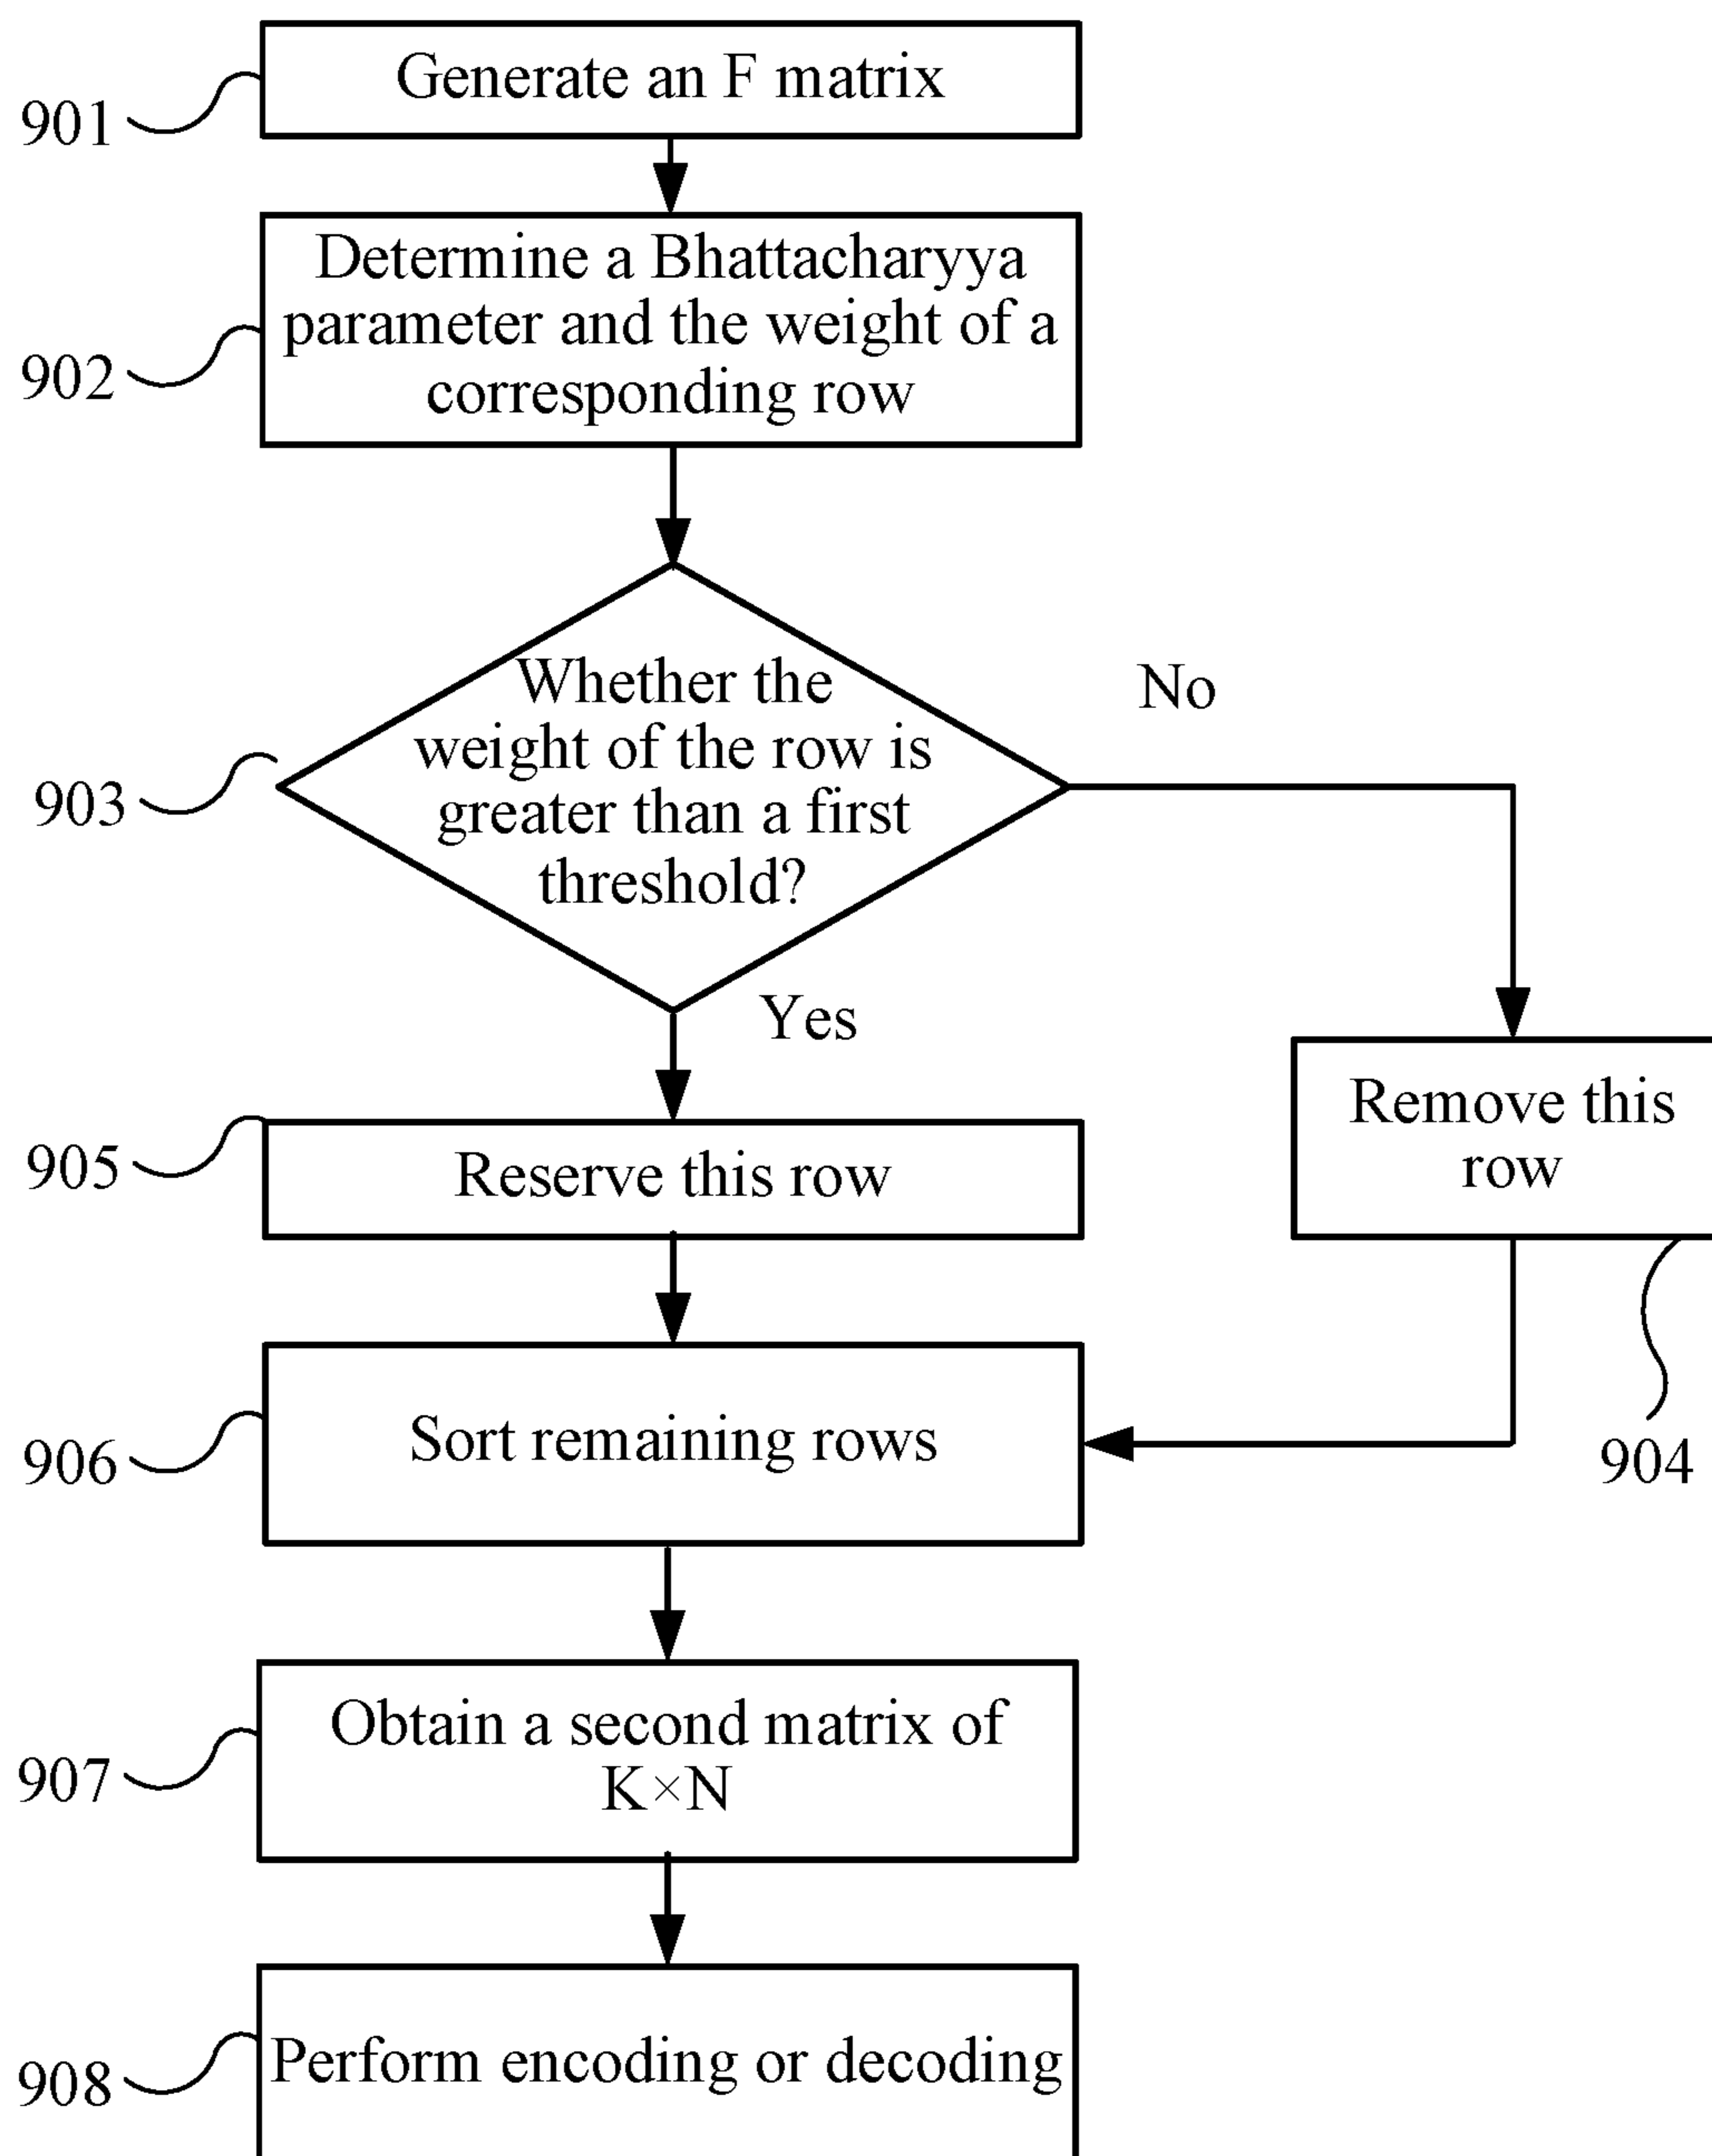 Generate an F matrix
901
Determine a Bhattacharyya
parameter and the weight of a
corresponding row
902
Whether the
weight of the row is
greater than a first
threshold?
903
No
Yes
Remove this
row
904
905
Reserve this row
Sort remaining rows
906
Obtain a second matrix of
K×N
907
Perform encoding or decoding
908